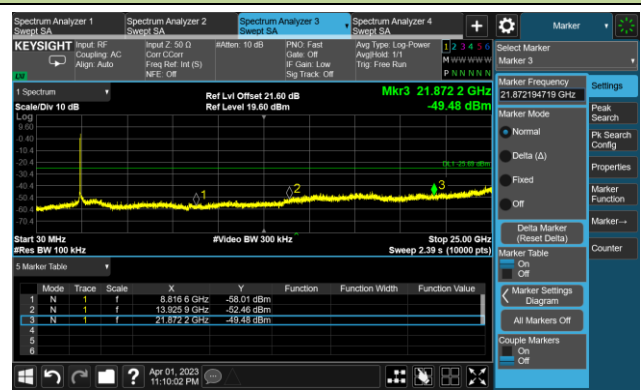 Spectrum Analyzer 1
Swept SA
Spectrum Analyzer 2
Swept SA
Spectrum Analyzer 3
Swept SA
Spectrum Analyzer 4
Swept SA
+
Marker
KEYSIGHT
Input: RF
Coupling: AC
Align: Auto
Input Z: 50 Ω
Corr CCorr
Freq Ref: Int (S)
NFE: Off
#Atten: 10 dB
PNO: Fast
Gate: Off
IF Gain: Low
Sig Track: Off
Avg Type: Log-Power
Avg|Hold: 1/1
Trig: Free Run
1 2 3 4 5 6
M W W W W W
P N N N N N
LW
1 Spectrum
Scale/Div 10 dB
Ref Lvl Offset 21.60 dB
Ref Level 19.60 dBm
Mkr3 21.872 2 GHz
-49.48 dBm
Log
9.60
-0.40
-10.4
-20.4
-30.4
-40.4
-50.4
-60.4
-70.4
DL1 -25.69 dBm
1
2
3
Start 30 MHz
#Res BW 100 kHz
#Video BW 300 kHz
Stop 25.00 GHz
Sweep 2.39 s (10000 pts)
5 Marker Table
Mode Trace Scale X Y Function Function Width Function Value
1 N 1 f 8.816 6 GHz -58.01 dBm
2 N 1 f 13.925 9 GHz -52.46 dBm
3 N 1 f 21.872 2 GHz -49.48 dBm
4
5
6
Apr 01, 2023
11:10:02 PM
?
Select Marker
Marker 3
Marker Frequency
21.872194719 GHz
Marker Mode
Normal
Delta (Δ)
Fixed
Off
Delta Marker
(Reset Delta)
Marker Table
On
Off
Marker Settings
Diagram
All Markers Off
Couple Markers
On
Off
Settings
Peak
Search
Pk Search
Config
Properties
Marker
Function
Marker→
Counter